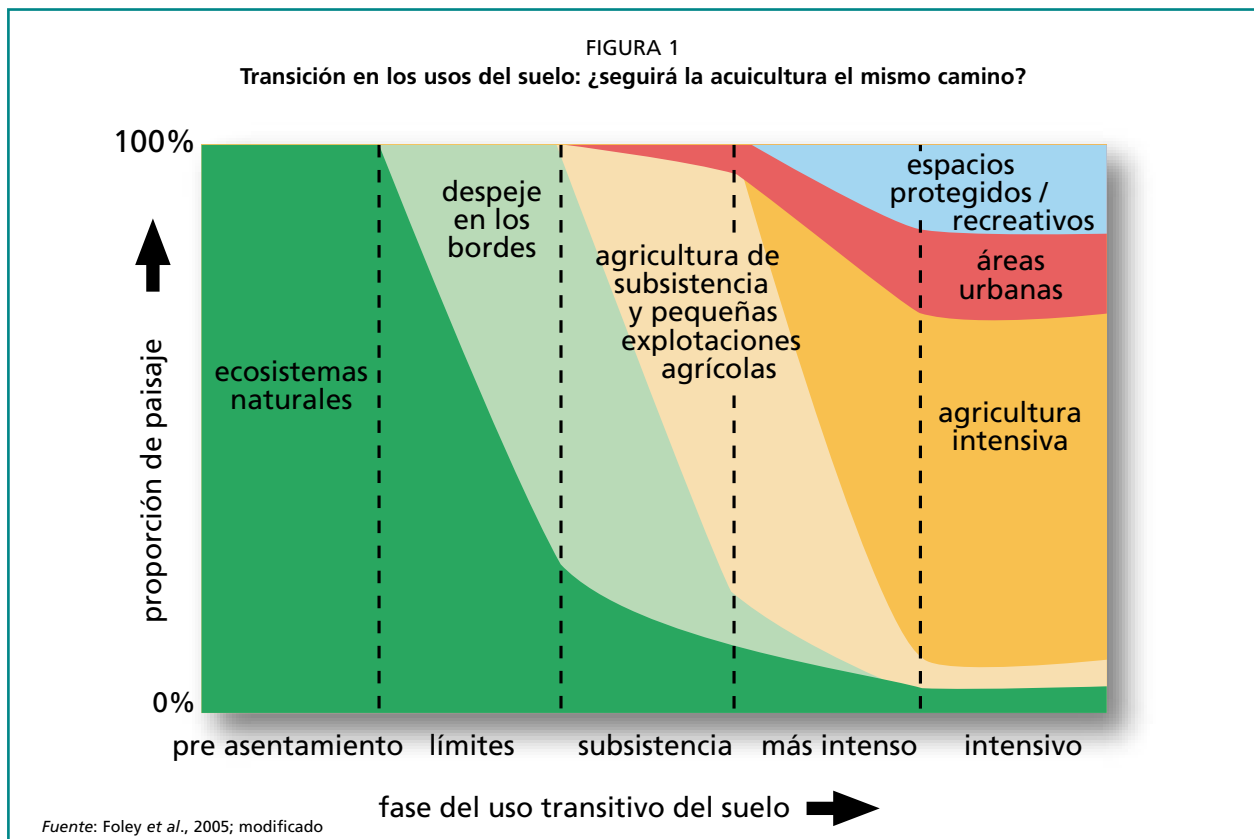 FIGURA 1
Transición en los usos del suelo: ¿seguirá la acuicultura el mismo camino?
100%
0%
proporción de paisaje
ecosistemas
naturales
despeje
en los
bordes
agricultura de
subsistencia
y pequeñas
explotaciones
agrícolas
espacios
protegidos /
recreativos
áreas
urbanas
agricultura
intensiva
pre asentamiento límites subsistencia más intenso intensivo
fase del uso transitivo del suelo
Fuente: Foley et al., 2005; modificado